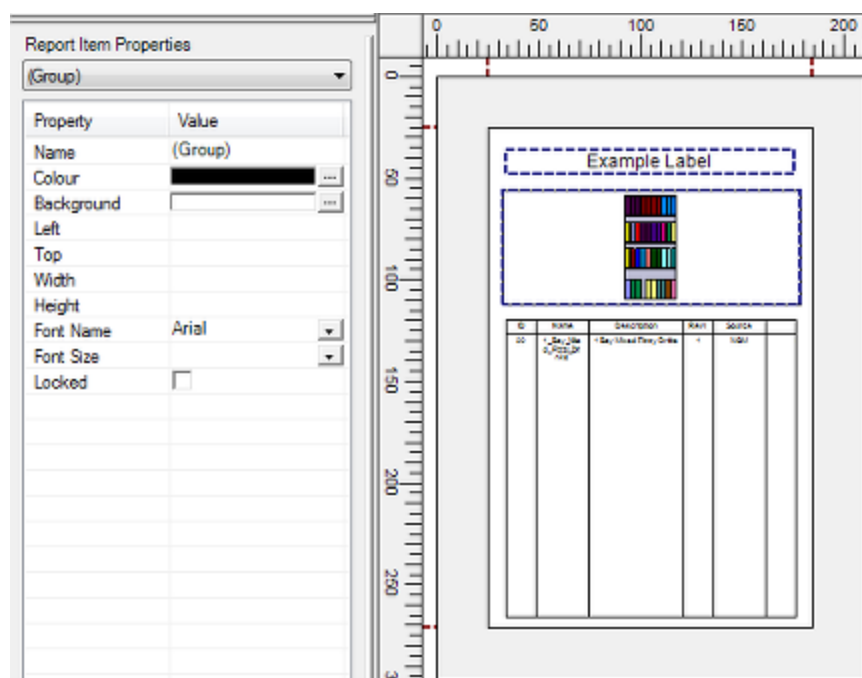 Report Item Properties
(Group)
Property Value
Name (Group)
Colour ...
Background ...
Left
Top
Width
Height
Font Name Arial
Font Size
Locked
0 50 100 150 200
0
50
100
150
200
250
Example Label
ID Name Description Source